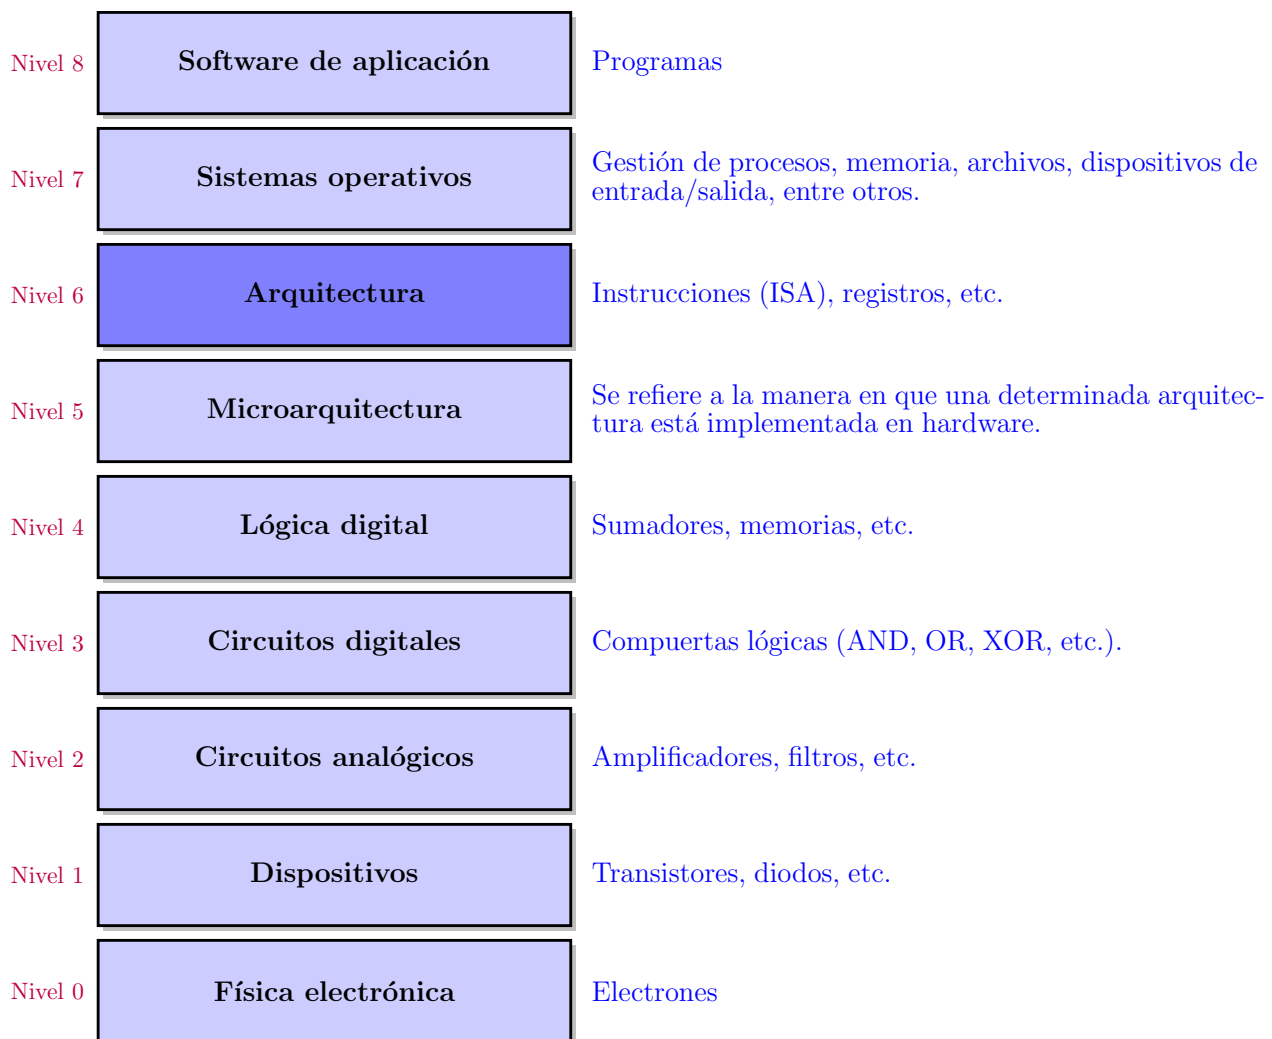 Nivel 8 Software de aplicación Programas
Nivel 7 Sistemas operativos Gestión de procesos, memoria, archivos, dispositivos de
entrada/salida, entre otros.
Nivel 6 Arquitectura Instrucciones (ISA), registros, etc.
Nivel 5 Microarquitectura Se refiere a la manera en que una determinada arquitec-
tura está implementada en hardware.
Nivel 4 Lógica digital Sumadores, memorias, etc.
Nivel 3 Circuitos digitales Compuertas lógicas (AND, OR, XOR, etc.).
Nivel 2 Circuitos analógicos Amplificadores, filtros, etc.
Nivel 1 Dispositivos Transistores, diodos, etc.
Nivel 0 Física electrónica Electrones